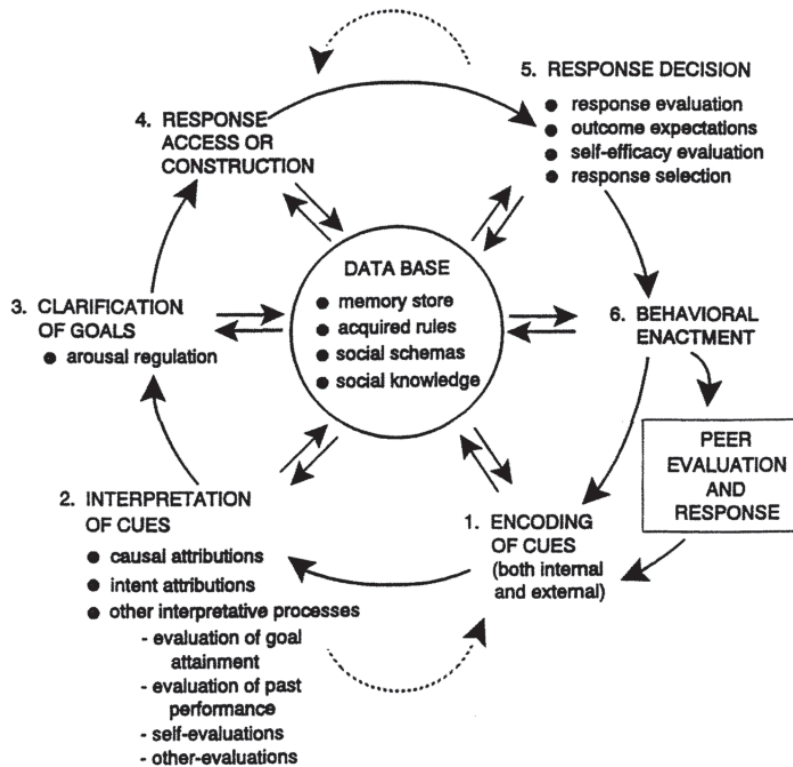 5. RESPONSE DECISION
● response evaluation
● outcome expectations
● self-efficacy evaluation
● response selection
4. RESPONSE
ACCESS OR
CONSTRUCTION
DATA BASE
● memory store
● acquired rules
● social schemas
● social knowledge
3. CLARIFICATION
OF GOALS
● arousal regulation
6. BEHAVIORAL
ENACTMENT
PEER
EVALUATION
AND
RESPONSE
2. INTERPRETATION
OF CUES
● causal attributions
● intent attributions
● other interpretative processes
- evaluation of goal
attainment
- evaluation of past
performance
- self-evaluations
- other-evaluations
1. ENCODING
OF CUES
(both internal
and external)